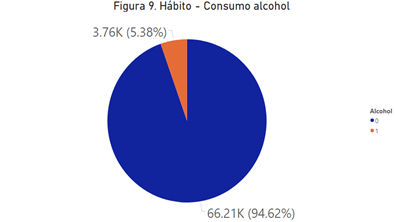 Figura 9. Hábito - Consumo alcohol
3.76K (5.38%)
Alcohol
0
1
66.21K (94.62%)